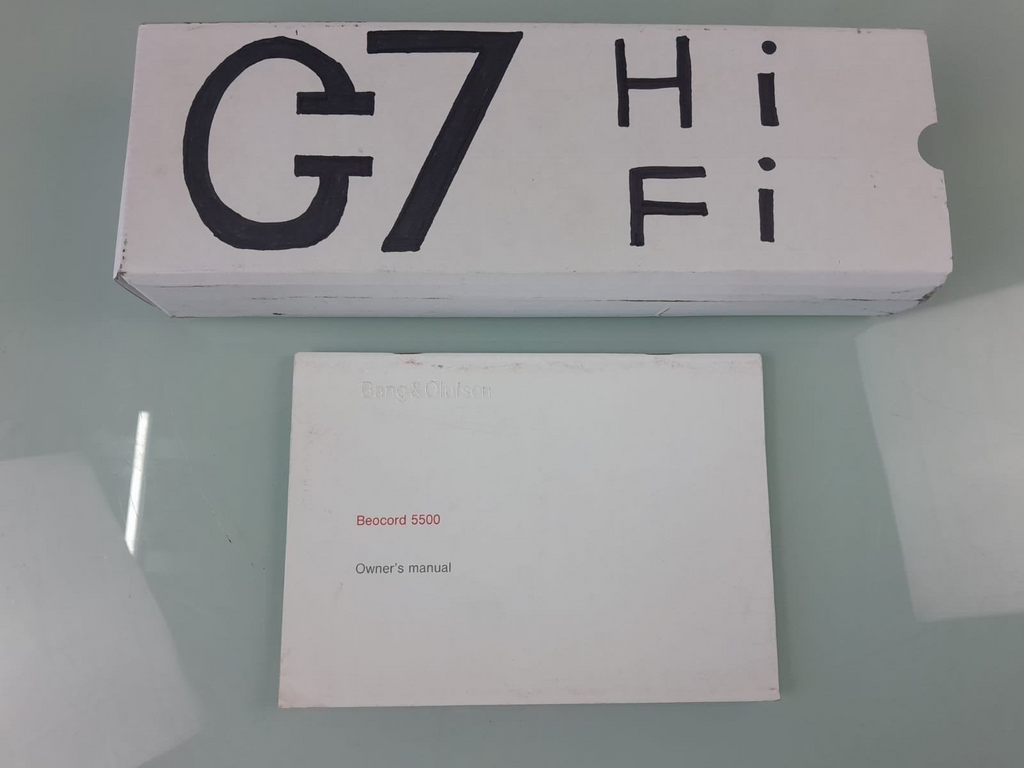 G7 Hi
Fi
Bang & Olufsen
Beocord 5500
Owner's manual